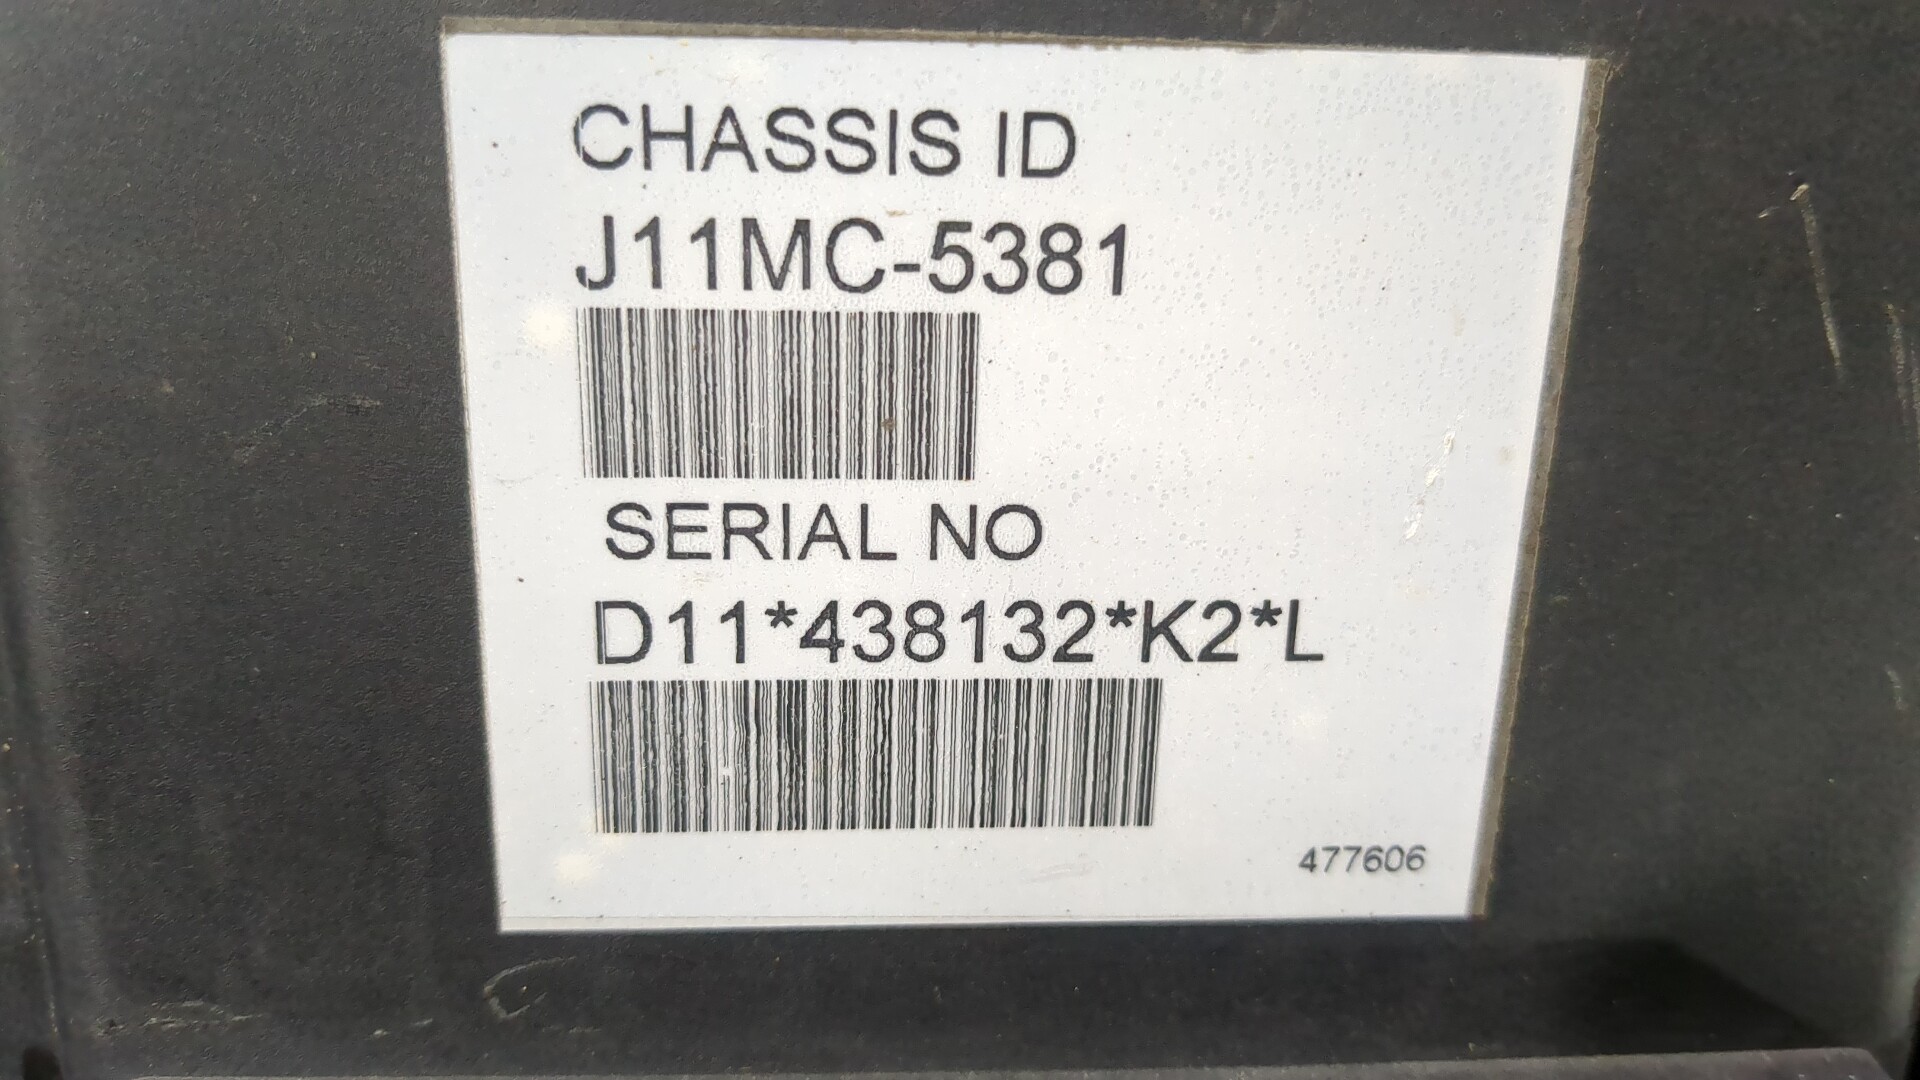 CHASSIS ID
J11MC-5381
SERIAL NO
D11*438132*K2*L
477606